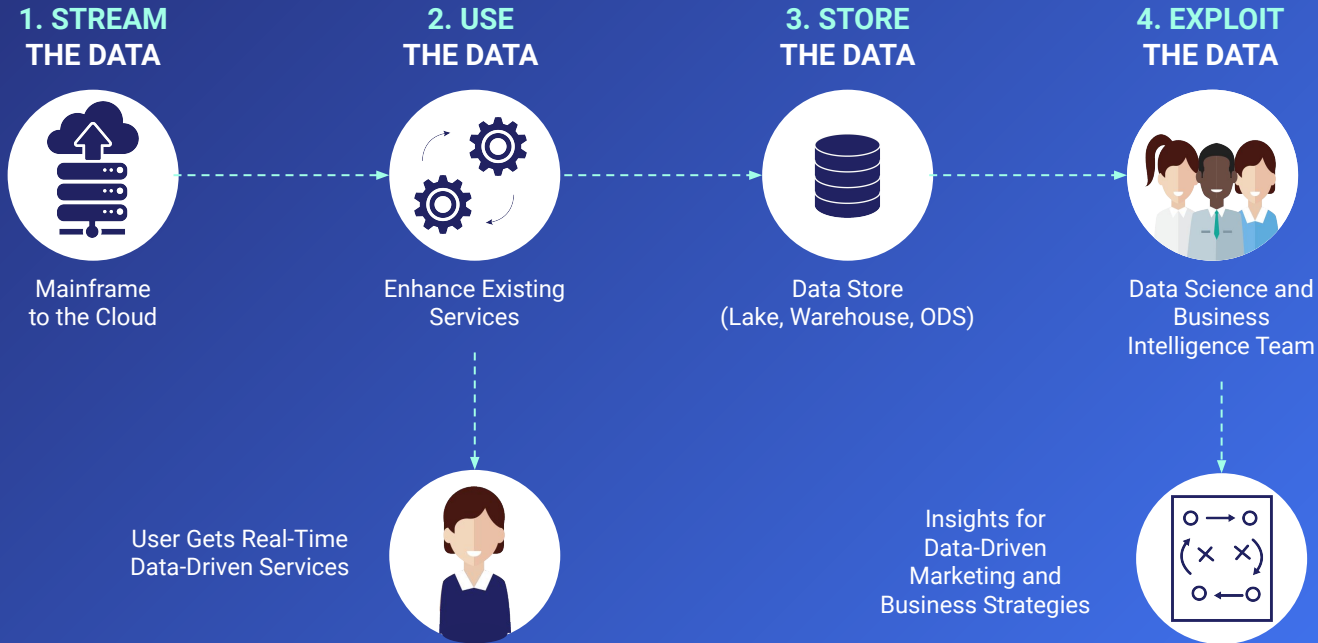 1. STREAM
THE DATA
2. USE
THE DATA
3. STORE
THE DATA
4. EXPLOIT
THE DATA
Mainframe
to the Cloud
Enhance Existing
Services
Data Store
(Lake, Warehouse, ODS)
Data Science and
Business
Intelligence Team
User Gets Real-Time
Data-Driven Services
Insights for
Data-Driven
Marketing and
Business Strategies